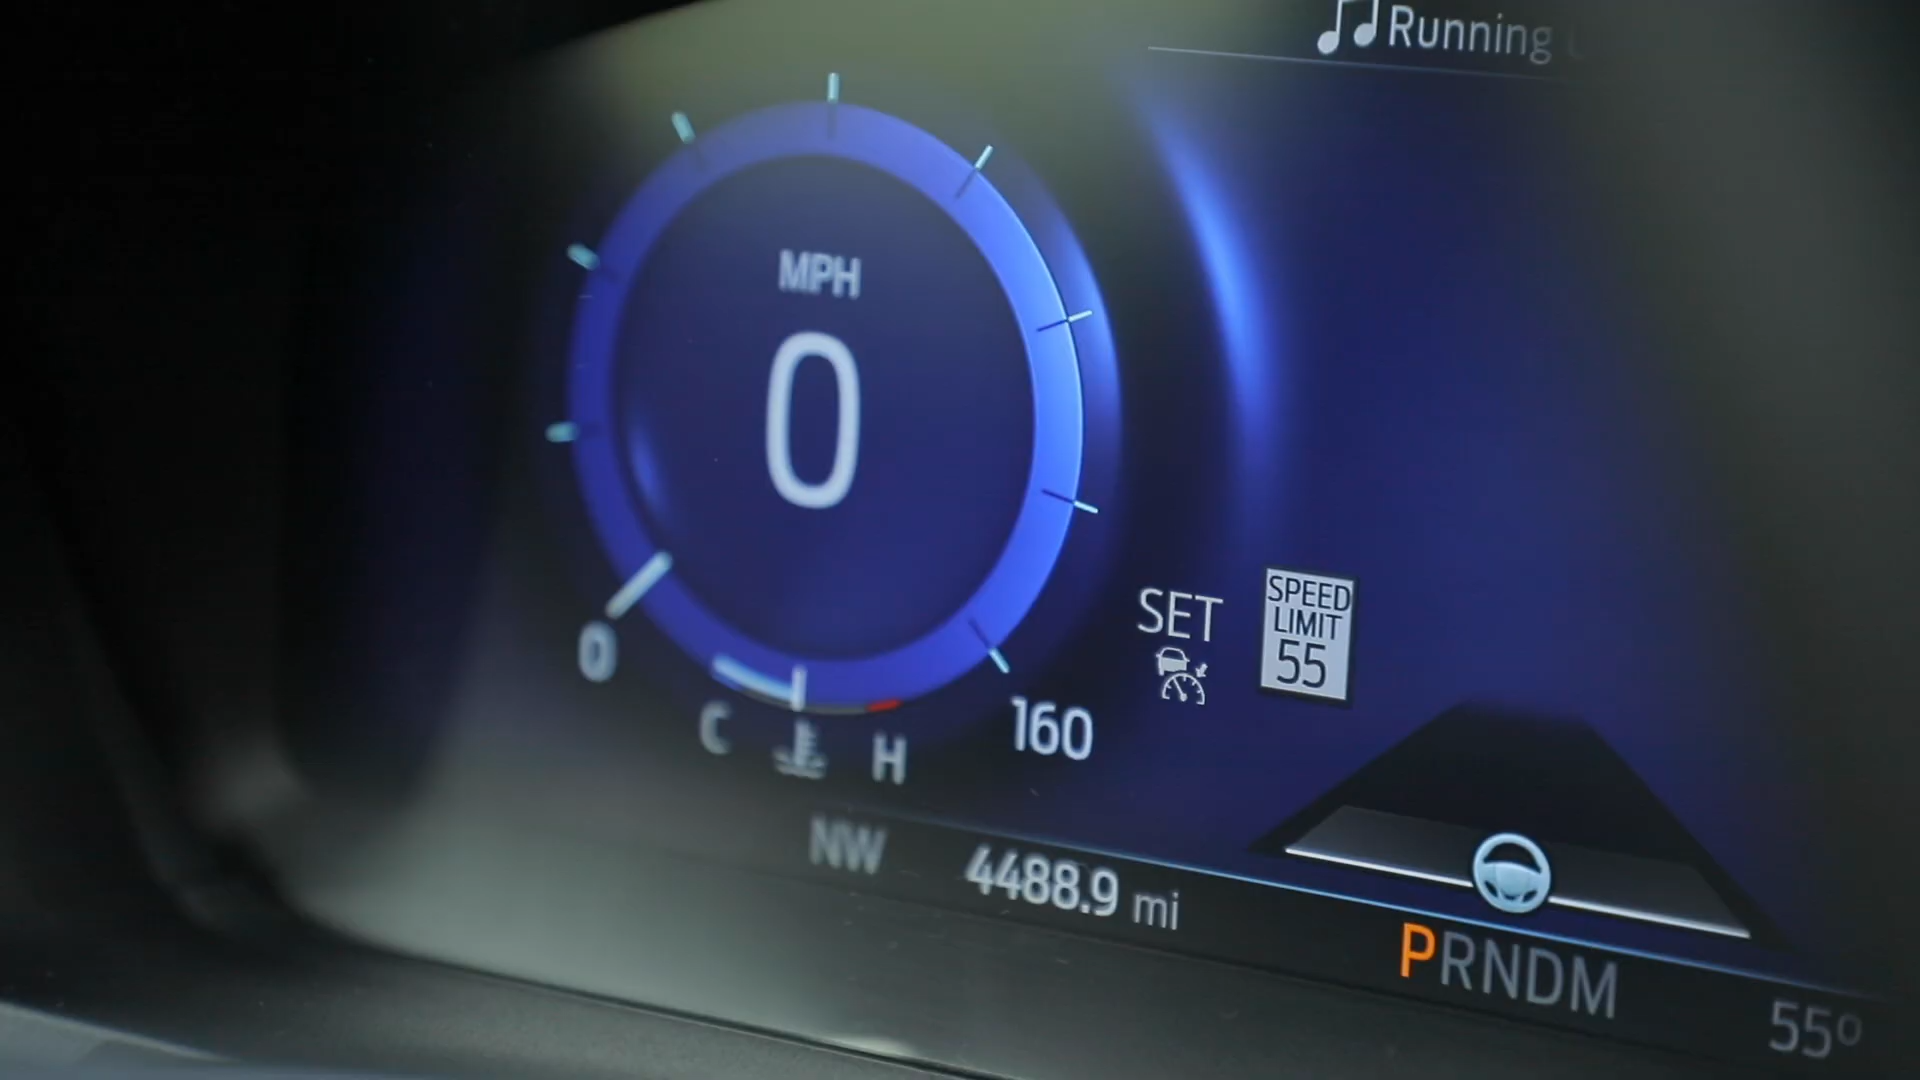 Running
MPH
0
SET
SPEED
LIMIT
55
0
160
C
H
NW
4488.9 mi
PRNDM
55°